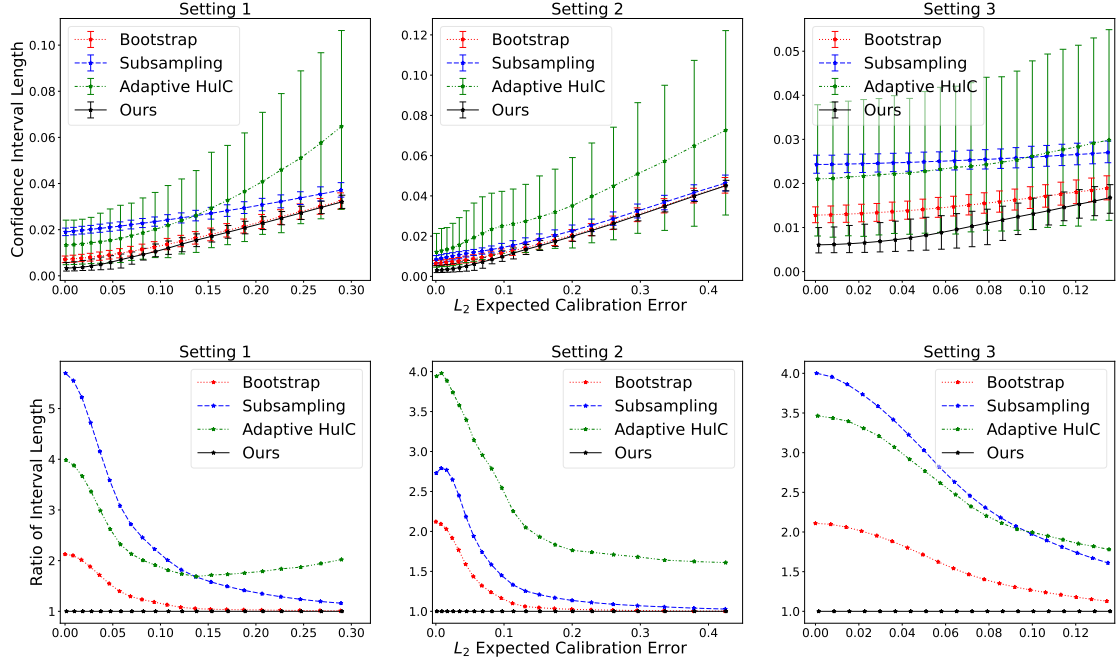 Setting 1
Setting 2
Setting 3
Confidence Interval Length
0.10
0.08
0.06
0.04
0.02
0.00
Bootstrap
Subsampling
Adaptive HulC
Ours
0.00 0.05 0.10 0.15 0.20 0.25 0.30
0.12
0.10
0.08
0.06
0.04
0.02
0.00
Bootstrap
Subsampling
Adaptive HulC
Ours
0.0 0.1 0.2 0.3 0.4
0.05
0.04
0.03
0.02
0.01
0.00
Bootstrap
Subsampling
Adaptive HulC
Ours
0.00 0.02 0.04 0.06 0.08 0.10 0.12
L2 Expected Calibration Error
Setting 1
Setting 2
Setting 3
Ratio of Interval Length
5
4
3
2
1
Bootstrap
Subsampling
Adaptive HulC
Ours
0.00 0.05 0.10 0.15 0.20 0.25 0.30
4.0
3.5
3.0
2.5
2.0
1.5
1.0
Bootstrap
Subsampling
Adaptive HulC
Ours
0.0 0.1 0.2 0.3 0.4
4.0
3.5
3.0
2.5
2.0
1.5
1.0
Bootstrap
Subsampling
Adaptive HulC
Ours
0.00 0.02 0.04 0.06 0.08 0.10 0.12
L2 Expected Calibration Error